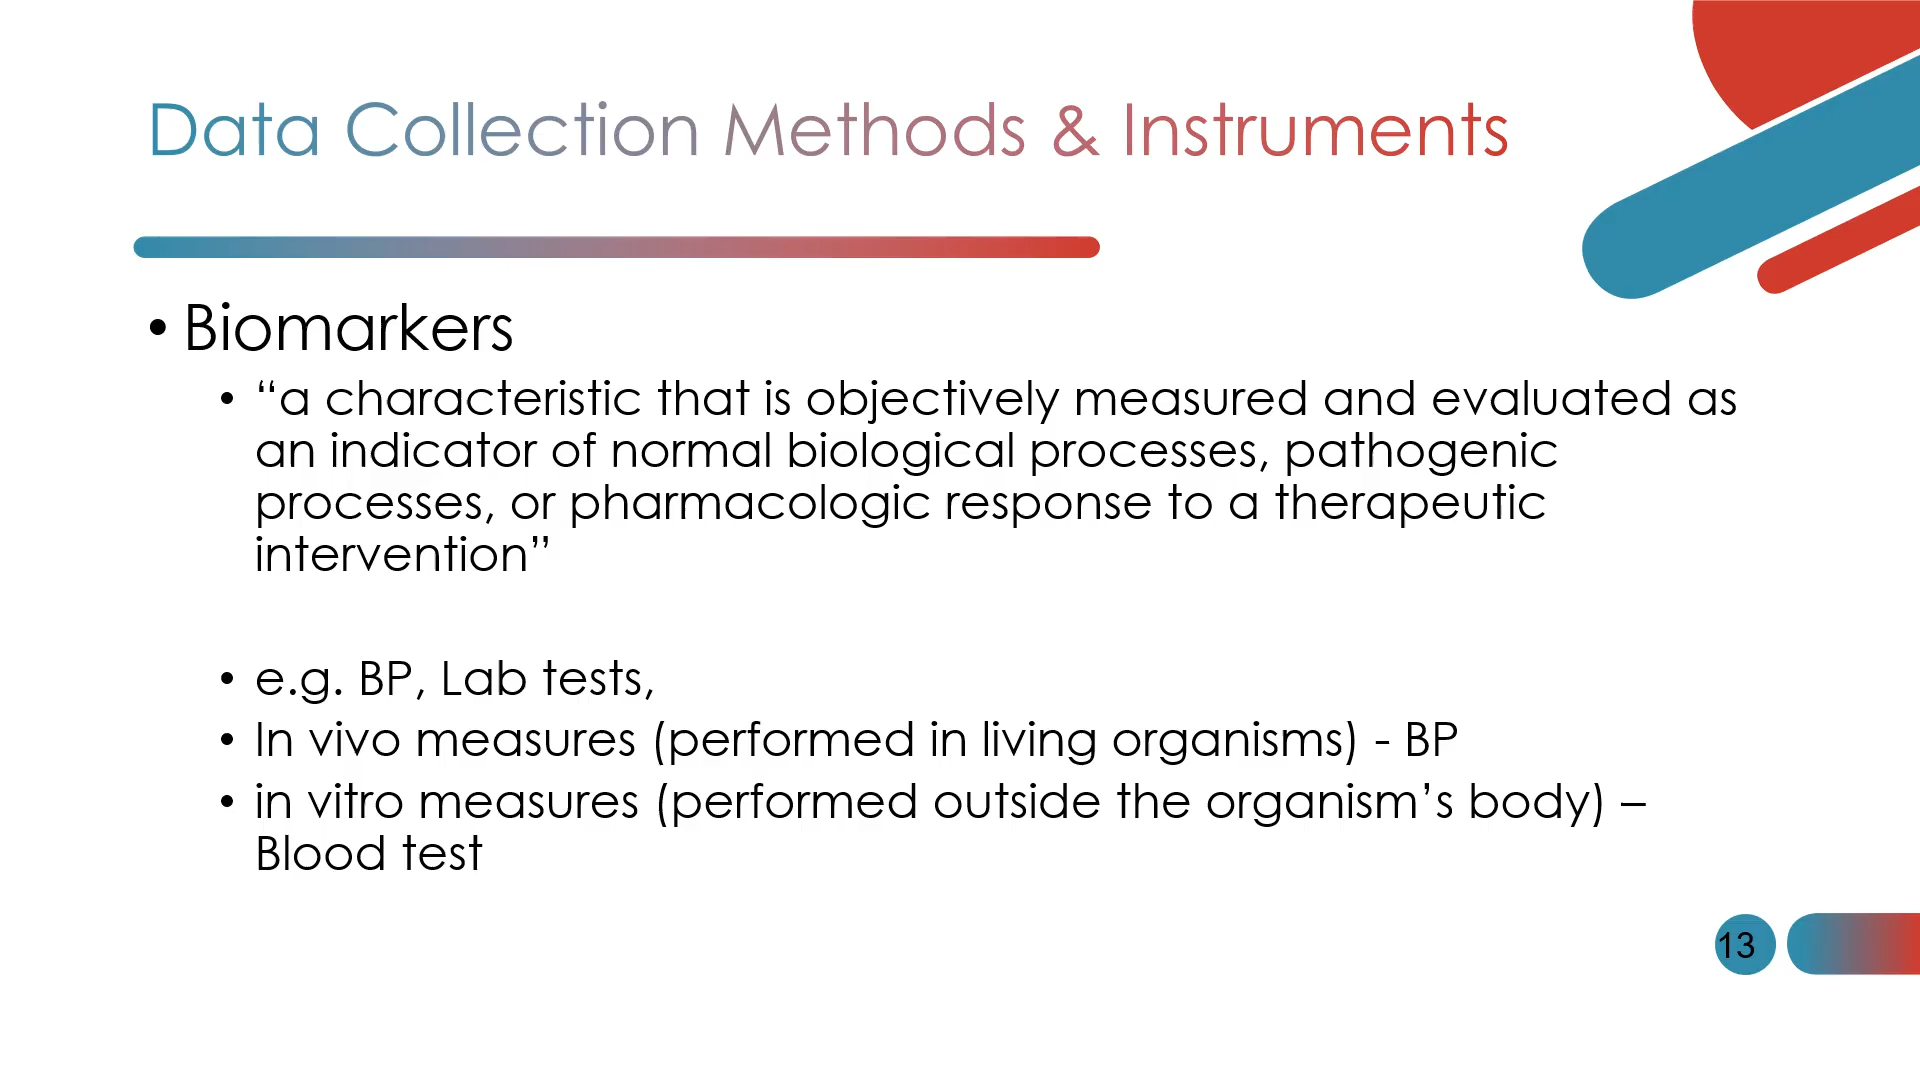 Data Collection Methods & Instruments
• Biomarkers
• “a characteristic that is objectively measured and evaluated as
an indicator of normal biological processes, pathogenic
processes, or pharmacologic response to a therapeutic
intervention”
• e.g. BP, Lab tests,
• In vivo measures (performed in living organisms) - BP
• in vitro measures (performed outside the organism’s body) –
Blood test
13